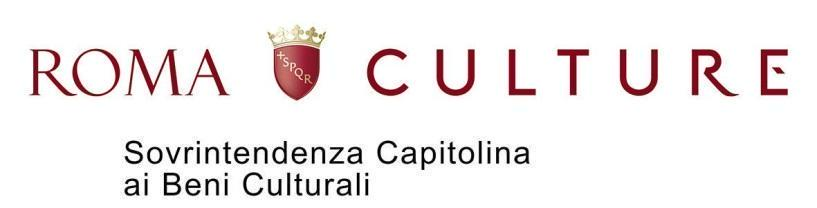 ROMA +SPQR CULTURE
Sovrintendenza Capitolina
ai Beni Culturali